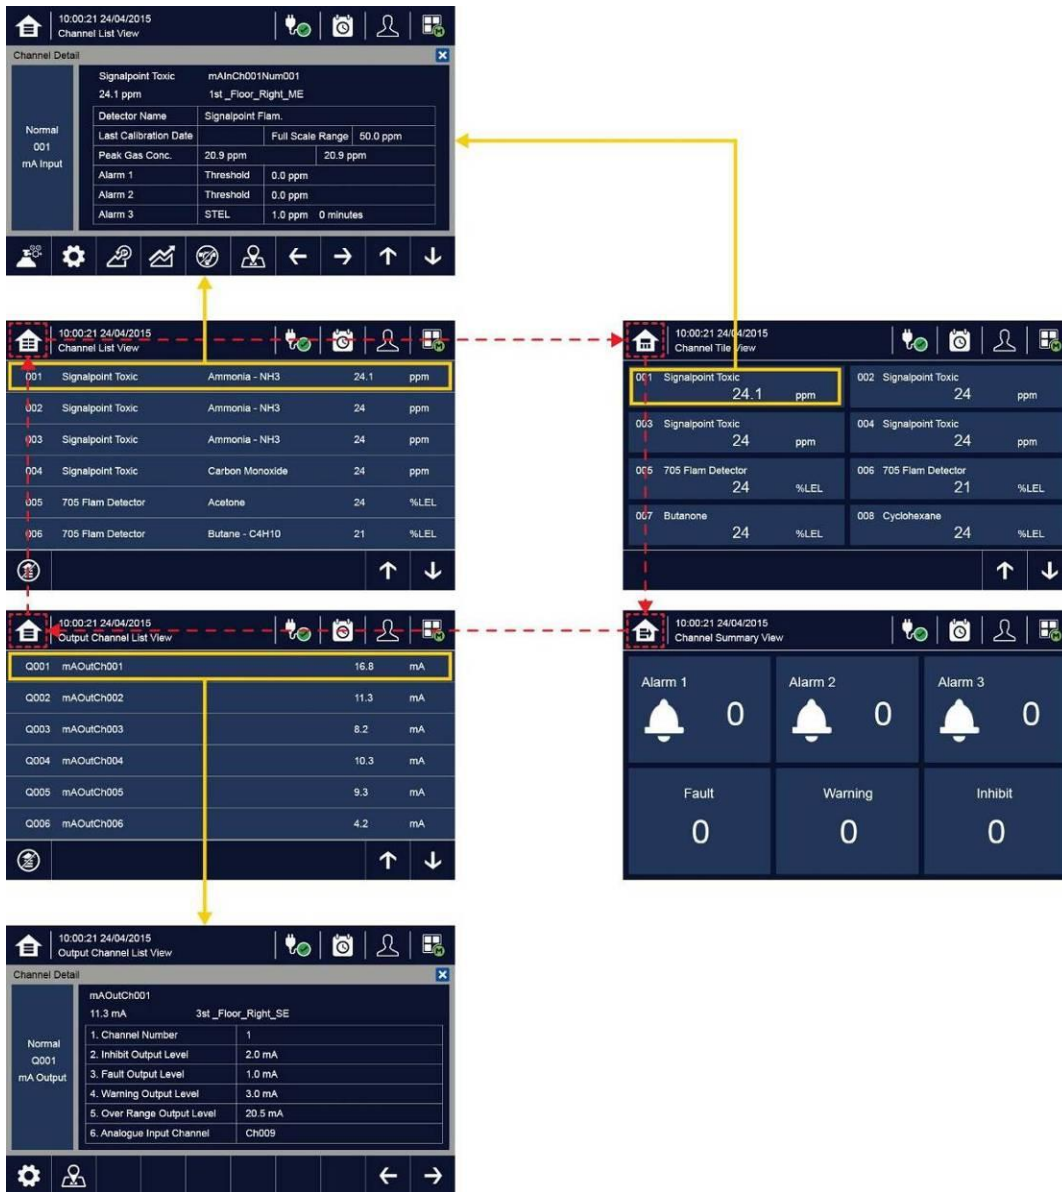 10:00:21 24/04/2015
Channel List View
Channel Detail
Normal
001
mA Input
Signalpoint Toxic mAInCh001Num001
24.1 ppm 1st _Floor_Right_ME
Detector Name Signalpoint Flam.
Last Calibration Date Full Scale Range 50.0 ppm
Peak Gas Conc. 20.9 ppm 20.9 ppm
Alarm 1 Threshold 0.0 ppm
Alarm 2 Threshold 0.0 ppm
Alarm 3 STEL 1.0 ppm 0 minutes
10:00:21 24/04/2015
Channel List View
001 Signalpoint Toxic Ammonia - NH3 24.1 ppm
002 Signalpoint Toxic Ammonia - NH3 24 ppm
003 Signalpoint Toxic Ammonia - NH3 24 ppm
004 Signalpoint Toxic Carbon Monoxide 24 ppm
005 705 Flam Detector Acetone 24 %LEL
006 705 Flam Detector Butane - C4H10 21 %LEL
10:00:21 24/04/2015
Channel Tile View
001 Signalpoint Toxic
24.1 ppm
002 Signalpoint Toxic
24 ppm
003 Signalpoint Toxic
24 ppm
004 Signalpoint Toxic
24 ppm
005 705 Flam Detector
24 %LEL
006 705 Flam Detector
21 %LEL
007 Butanone
24 %LEL
008 Cyclohexane
24 %LEL
10:00:21 24/04/2015
Output Channel List View
Q001 mAOutCh001 16.8 mA
Q002 mAOutCh002 11.3 mA
Q003 mAOutCh003 8.2 mA
Q004 mAOutCh004 10.3 mA
Q005 mAOutCh005 9.3 mA
Q006 mAOutCh006 4.2 mA
10:00:21 24/04/2015
Channel Summary View
Alarm 1
0
Alarm 2
0
Alarm 3
0
Fault
0
Warning
0
Inhibit
0
10:00:21 24/04/2015
Output Channel List View
Channel Detail
Normal
Q001
mA Output
mAOutCh001
11.3 mA 3st _Floor_Right_SE
1. Channel Number 1
2. Inhibit Output Level 2.0 mA
3. Fault Output Level 1.0 mA
4. Warning Output Level 3.0 mA
5. Over Range Output Level 20.5 mA
6. Analogue Input Channel Ch009